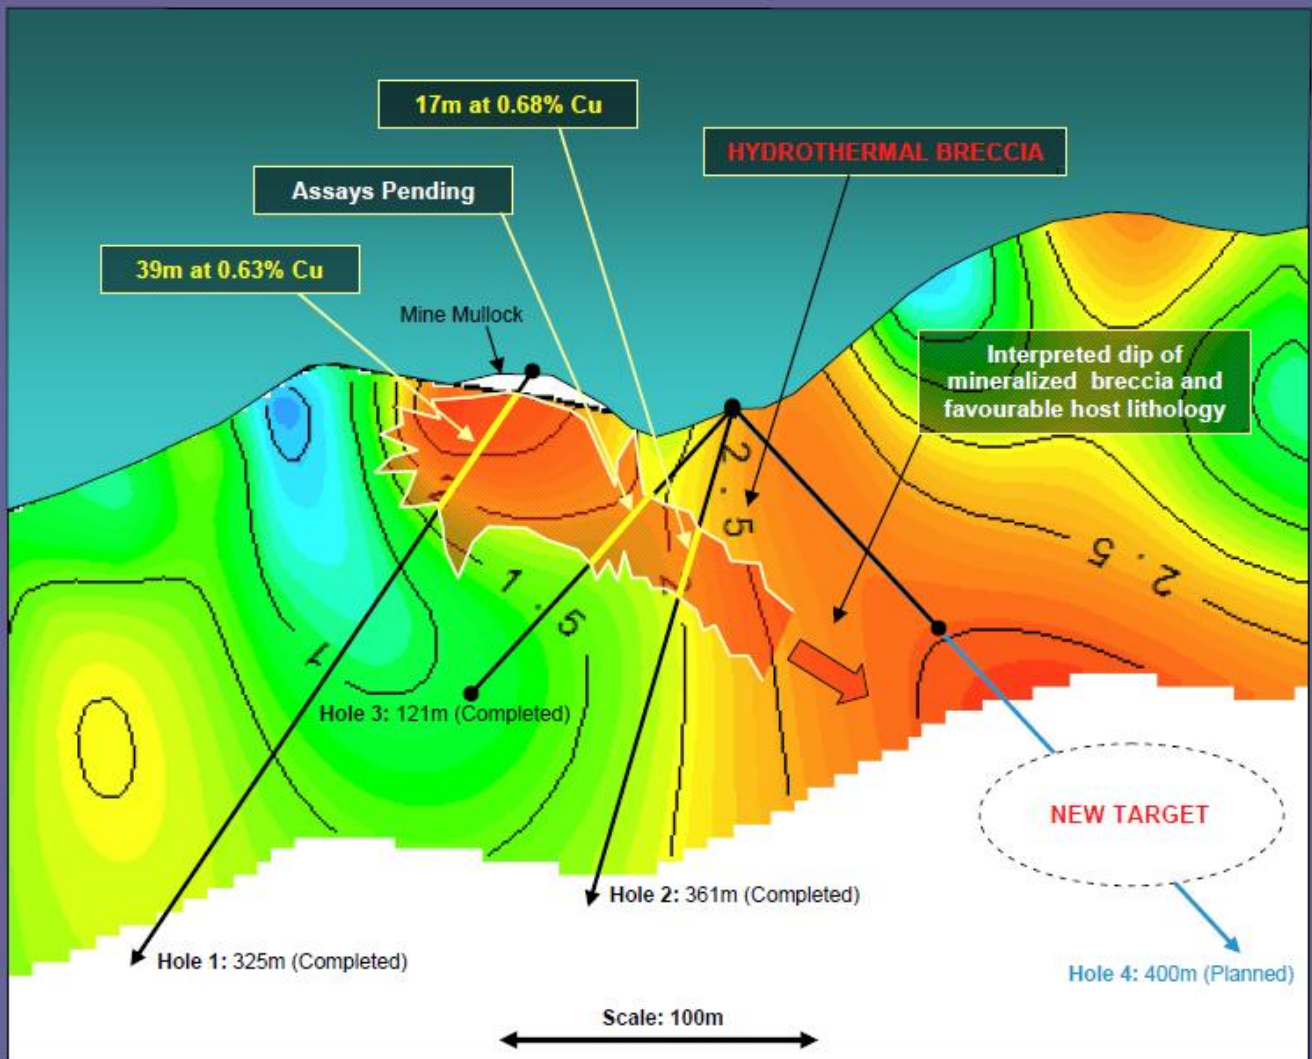 17m at 0.68% Cu
HYDROTHERMAL BRECCIA
Assays Pending
39m at 0.63% Cu
Mine Mullock
Interpreted dip of
mineralized breccia and
favourable host lithology
2.5
2.5
1.5
1
Hole 3: 121m (Completed)
NEW TARGET
Hole 2: 361m (Completed)
Hole 1: 325m (Completed)
Hole 4: 400m (Planned)
Scale: 100m